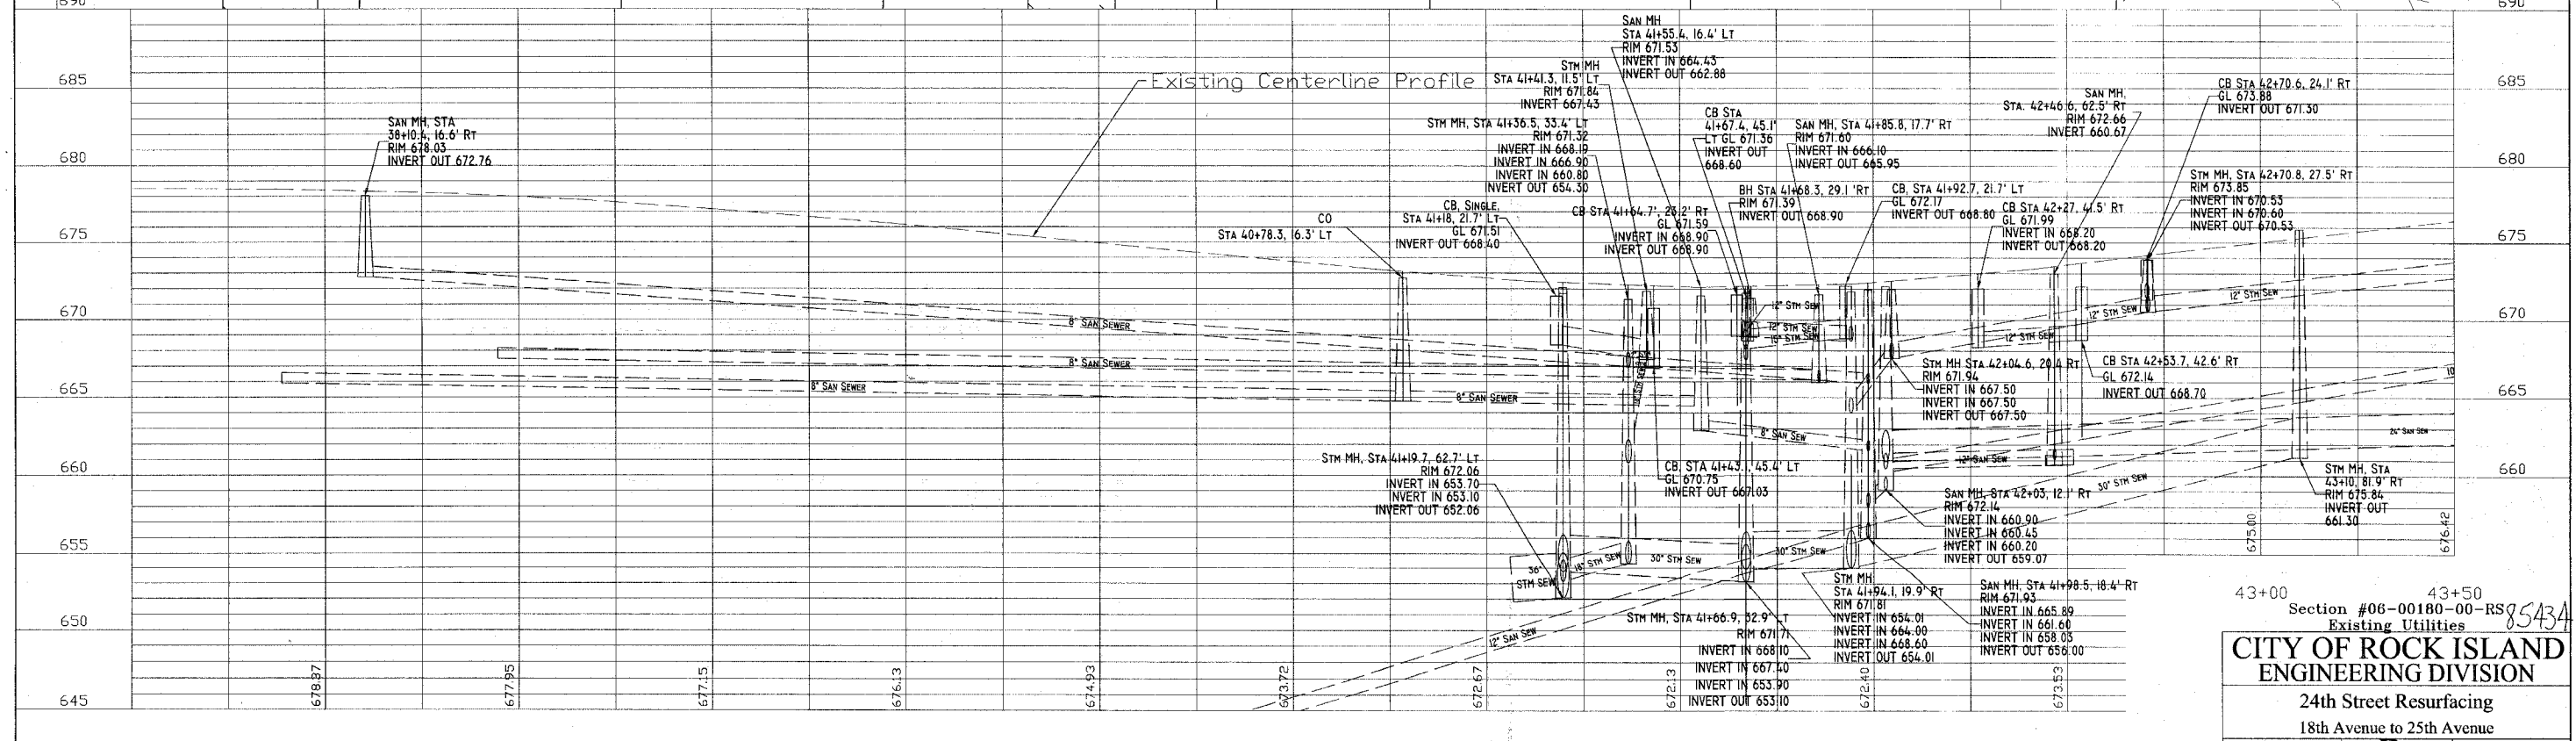 690
690
685
685
680
680
675
675
670
670
665
665
660
660
655
650
645
Existing Centerline Profile
SAN MH, STA
38+10.4, 16.6' RT
RIM 678.03
INVERT OUT 672.76
CO
STA 40+78.3, 16.3' LT
CB, SINGLE,
STA 41+18, 21.7' LT
GL 671.51
INVERT OUT 668.40
STM MH, STA 41+36.5, 33.4' LT
RIM 671.32
INVERT IN 668.19
INVERT IN 666.90
INVERT IN 660.80
INVERT OUT 654.30
STM MH
STA 41+41.3, 11.5' LT
RIM 671.84
INVERT 667.43
SAN MH
STA 41+55.4, 16.4' LT
RIM 671.53
INVERT IN 664.43
INVERT OUT 662.88
CB STA 41+64.7', 23.2' RT
GL 671.59
INVERT IN 668.90
INVERT OUT 668.90
CB STA
41+67.4, 45.1'
LT GL 671.36
INVERT OUT
668.60
BH STA 41+68.3, 29.1 'RT
RIM 671.39
INVERT OUT 668.90
SAN MH, STA 41+85.8, 17.7' RT
RIM 671.60
INVERT IN 666.10
INVERT OUT 665.95
CB, STA 41+92.7, 21.7' LT
GL 672.17
INVERT OUT 668.80
CB STA 42+27, 41.5' RT
GL 671.99
INVERT IN 668.20
INVERT OUT 668.20
SAN MH,
STA. 42+46.6, 62.5' RT
RIM 672.66
INVERT 660.67
CB STA 42+70.6, 24.1' RT
GL 673.88
INVERT OUT 671.30
STM MH, STA 42+70.8, 27.5' RT
RIM 673.85
INVERT IN 670.53
INVERT IN 670.60
INVERT OUT 670.53
8" SAN SEWER
8" SAN SEWER
8" SAN SEWER
8" SAN SEWER
12" STM SEW
12" STM SEW
15" STM SEW
12" STM SEW
12" STM SEW
12" STM SEW
STM MH STA 42+04.6, 20.4 RT
RIM 671.94
INVERT IN 667.50
INVERT IN 667.50
INVERT OUT 667.50
CB STA 42+53.7, 42.6' RT
GL 672.14
INVERT OUT 668.70
10
8" SAN SEW
24" SAN SEW
12" SAN SEW
30" STM SEW
STM MH, STA 41+19.7, 62.7' LT
RIM 672.06
INVERT IN 653.70
INVERT IN 653.10
INVERT OUT 652.06
CB, STA 41+43.1, 45.4' LT
GL 670.75
INVERT OUT 667.03
SAN MH, STA 42+03, 12.1' RT
RIM 672.14
INVERT IN 660.90
INVERT IN 660.45
INVERT IN 660.20
INVERT OUT 659.07
STM MH, STA
43+10, 81.9' RT
RIM 675.84
INVERT OUT
661.30
36"
STM SEW
18" STM SEW
30" STM SEW
30" STM SEW
12" SAN SEW
STM MH, STA 41+66.9, 32.9' LT
RIM 671.71
INVERT IN 668.10
INVERT IN 667.40
INVERT IN 653.90
INVERT OUT 653.10
STM MH
STA 41+94.1, 19.9' RT
RIM 671.81
INVERT IN 654.01
INVERT IN 664.00
INVERT IN 668.60
INVERT OUT 654.01
SAN MH, STA 41+98.5, 18.4' RT
RIM 671.93
INVERT IN 665.89
INVERT IN 661.60
INVERT IN 658.03
INVERT OUT 656.00
678.37
677.95
677.15
676.13
674.93
673.72
672.67
672.13
672.40
673.53
675.00
676.42
43+00
43+50
Section #06-00180-00-RS 85434
Existing Utilities
CITY OF ROCK ISLAND
ENGINEERING DIVISION
24th Street Resurfacing
18th Avenue to 25th Avenue